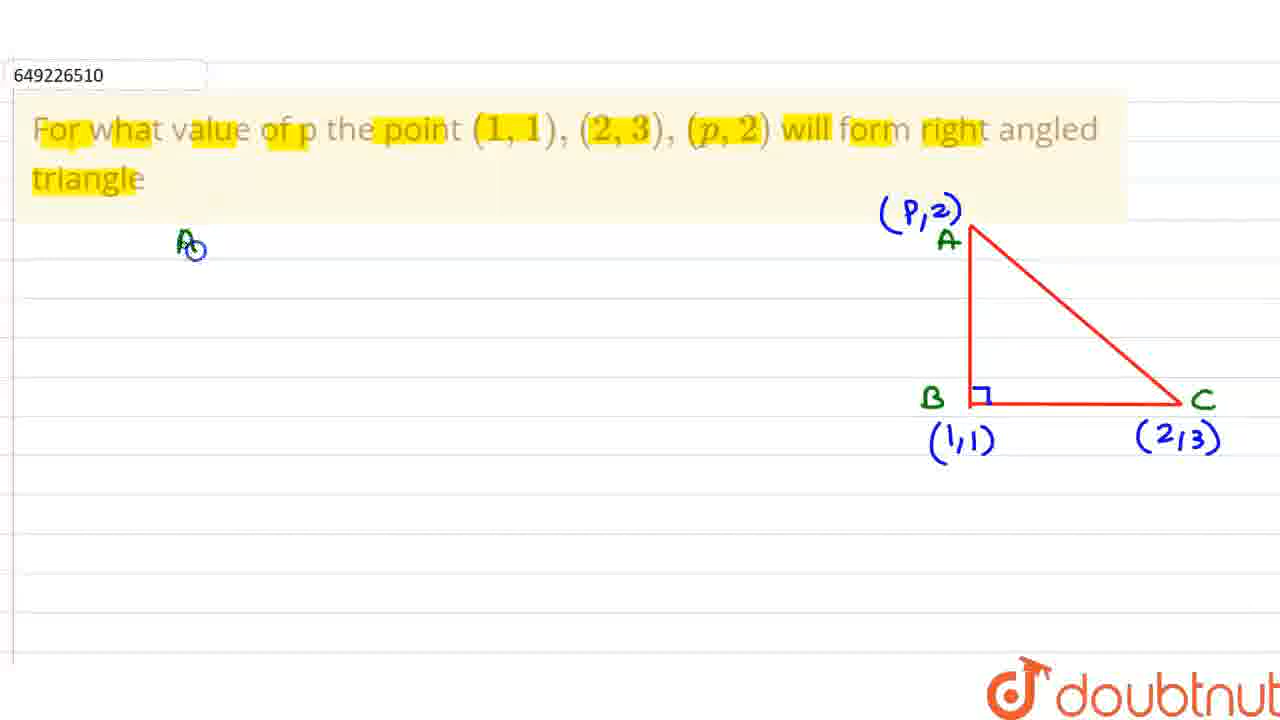 649226510
For what value of p the point (1, 1), (2, 3), (p, 2) will form right angled
triangle
(P,2)
A
A
B
C
(1,1)
(2,3)
doubtnut